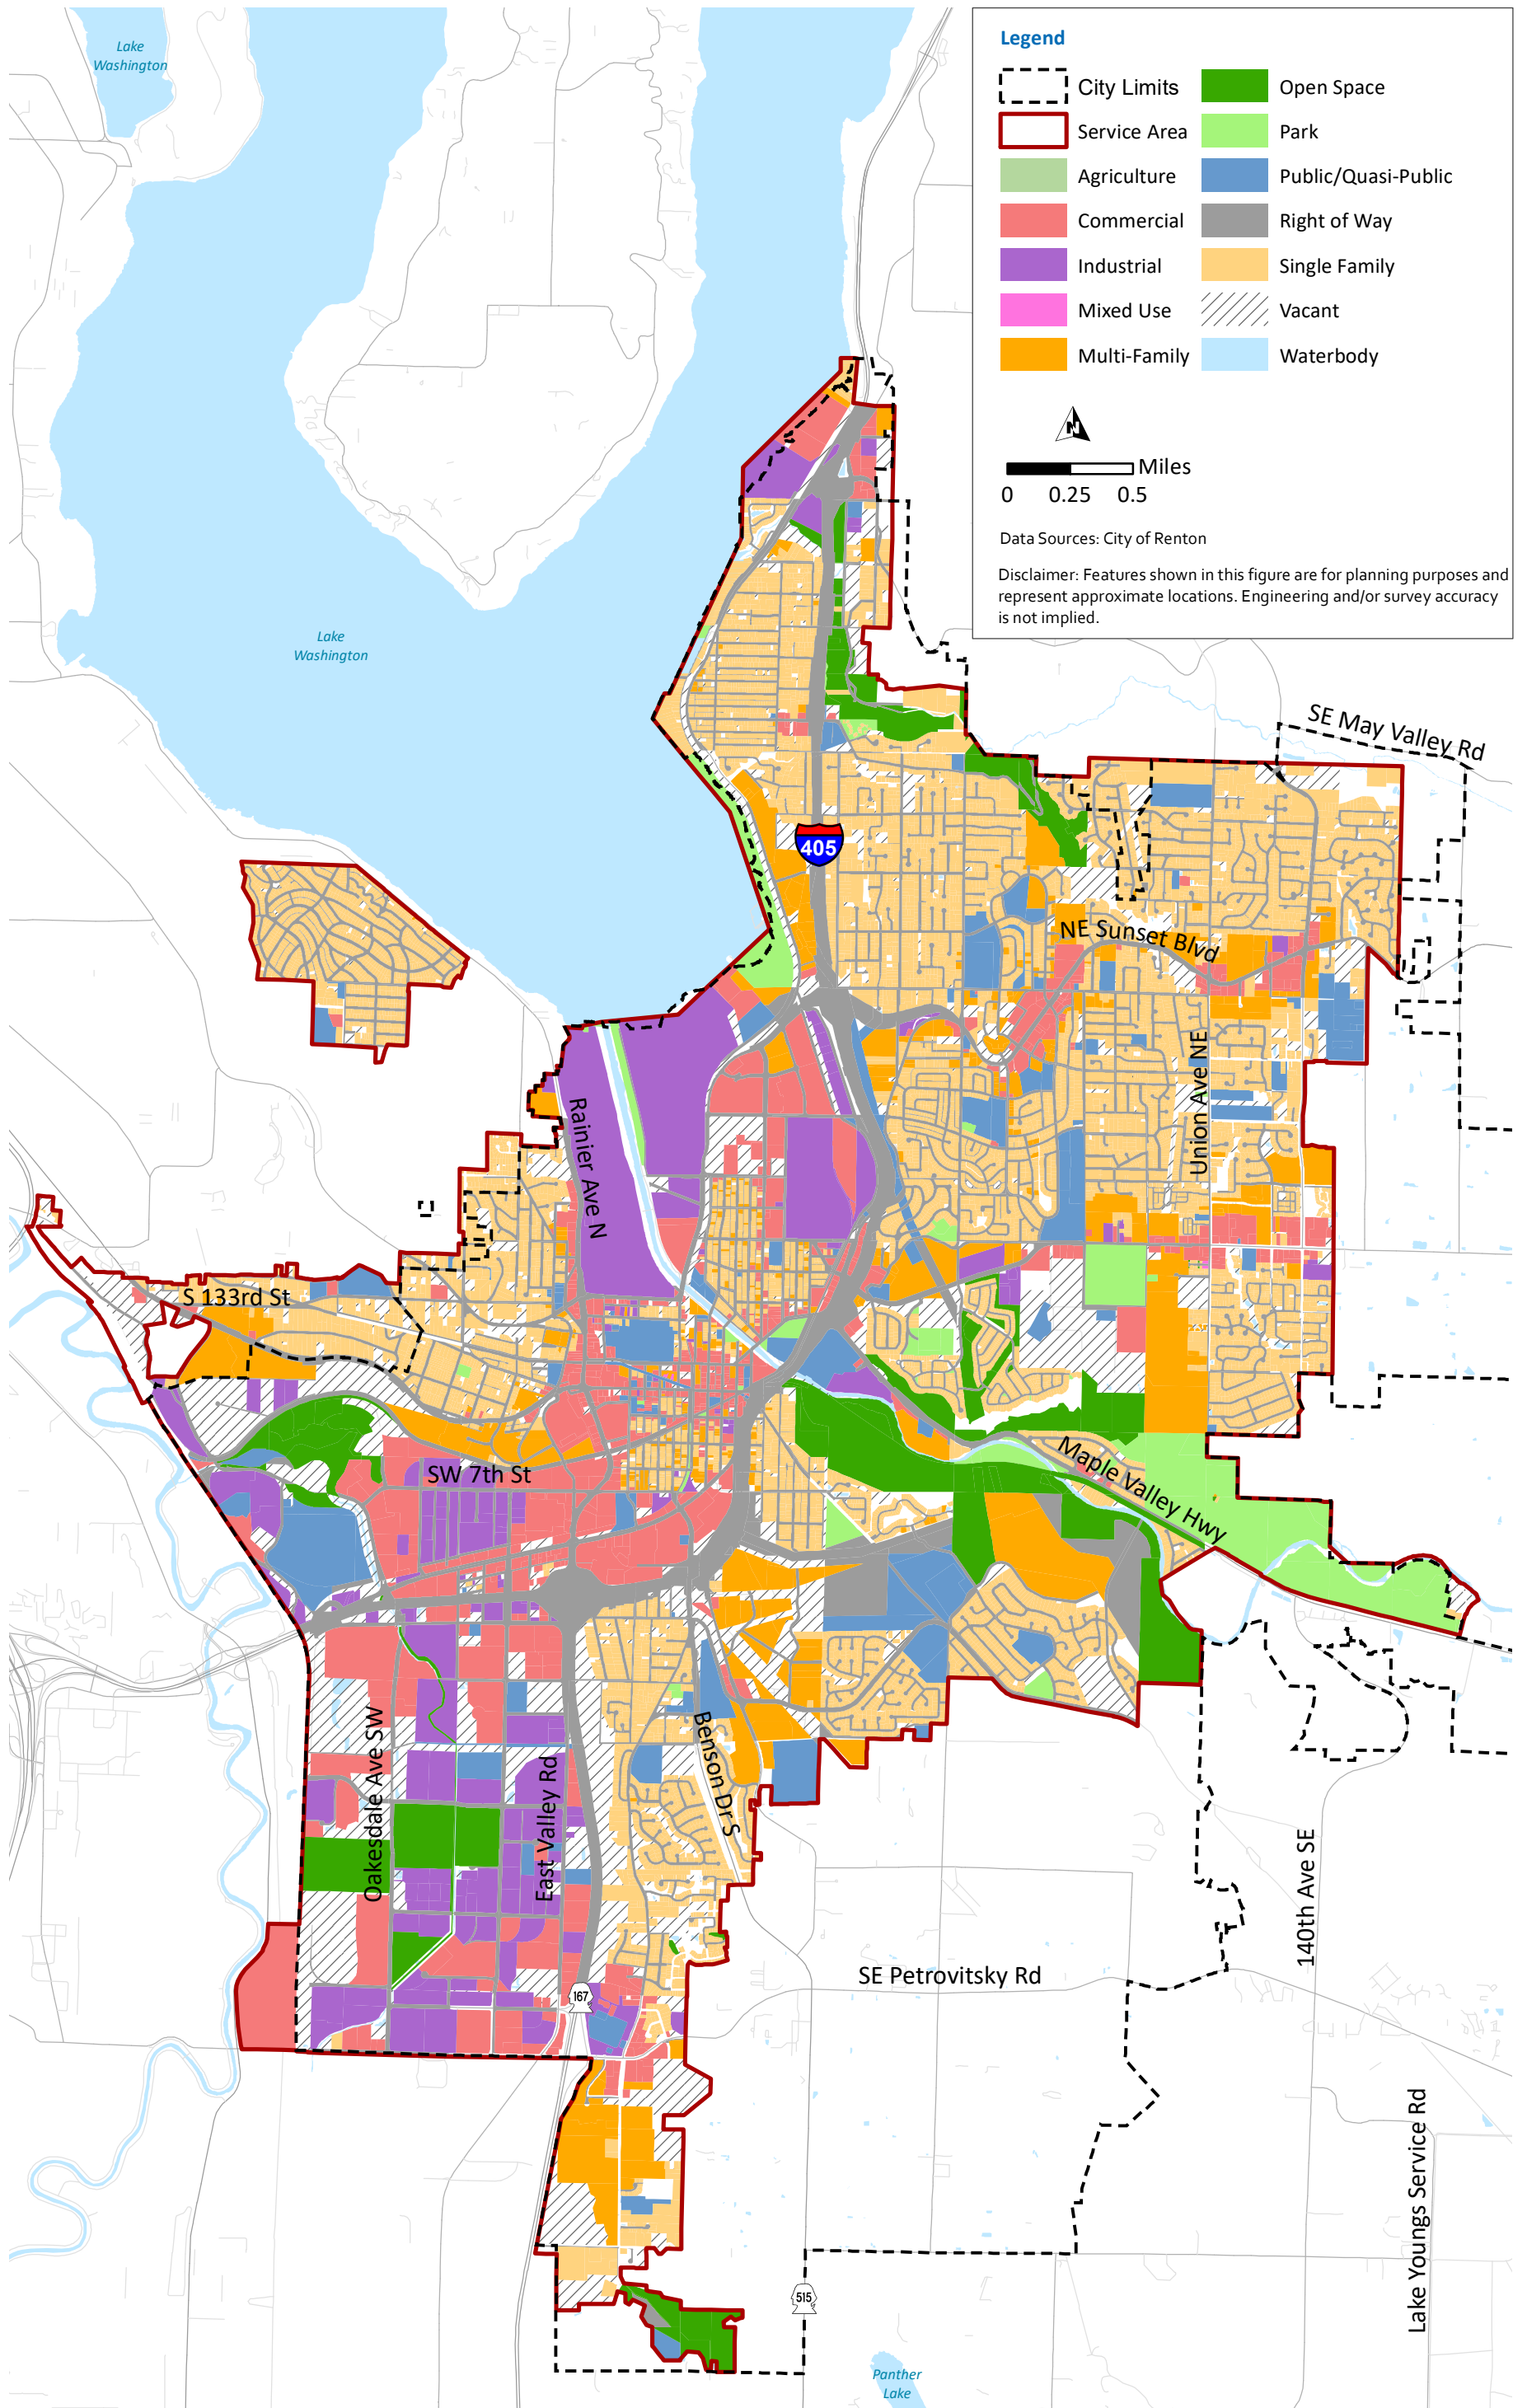 Lake
Washington
Legend
City Limits
Open Space
Service Area
Park
Agriculture
Public/Quasi-Public
Commercial
Right of Way
Industrial
Single Family
Mixed Use
Vacant
Multi-Family
Waterbody
N
Miles
0 0.25 0.5
Data Sources: City of Renton
Disclaimer: Features shown in this figure are for planning purposes and
represent approximate locations. Engineering and/or survey accuracy
is not implied.
Lake
Washington
SE May Valley Rd
405
NE Sunset Blvd
Union Ave NE
Rainier Ave N
S 133rd St
SW 7th St
Maple Valley Hwy
Oakesdale Ave SW
East Valley Rd
Benson Dr S
140th Ave SE
SE Petrovitsky Rd
167
Lake Youngs Service Rd
515
Panther
Lake